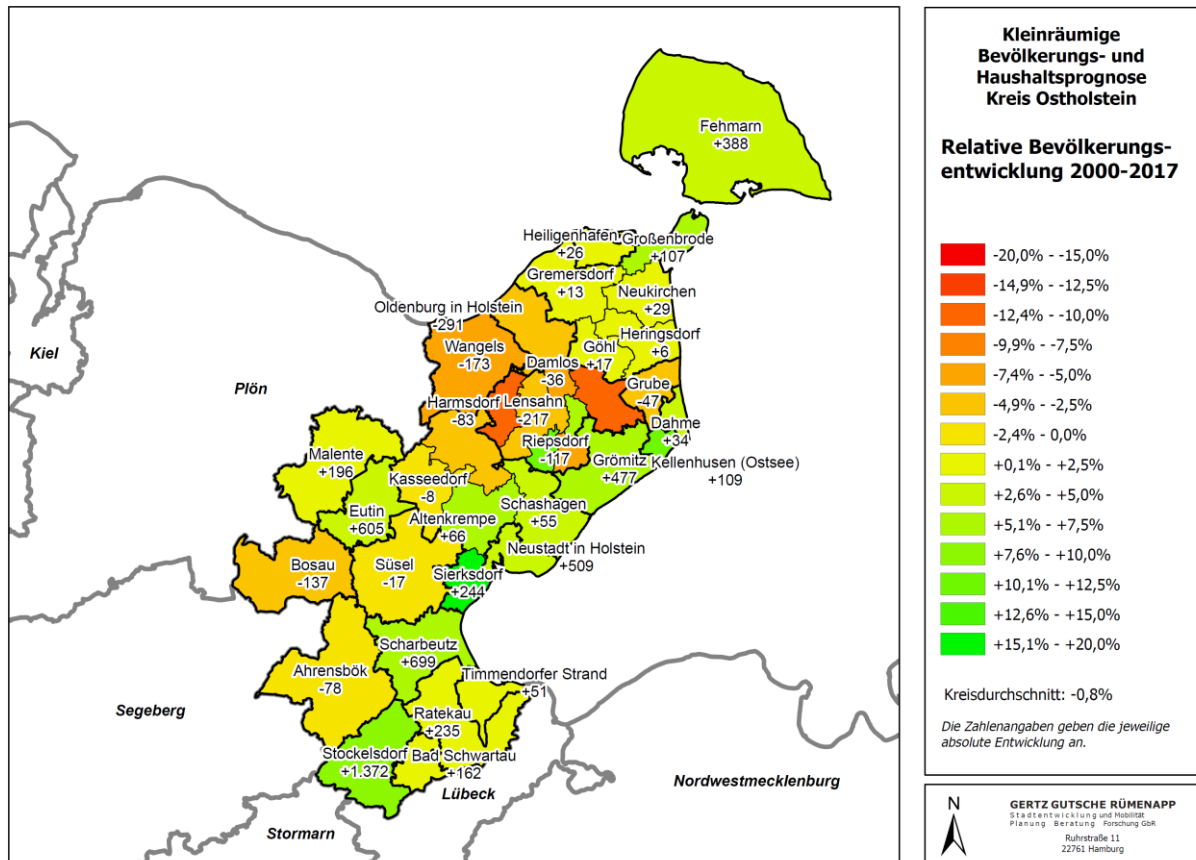 Fehmarn
+388
Heiligenhafen
+26
Großenbrode
+107
Gremersdorf
+13
Neukirchen
+29
Oldenburg in Holstein
-291
Heringsdorf
+6
Göhl
+17
Wangels
-173
Damlos
-36
Grube
-47
Harmsdorf
-83
Lensahn
-217
Dahme
+34
Riepsdorf
-117
Grömitz
+477
Kellenhusen (Ostsee)
+109
Malente
+196
Kasseedorf
-8
Schashagen
+55
Eutin
+605
Altenkrempe
+66
Neustadt in Holstein
+509
Bosau
-137
Süsel
-17
Sierksdorf
+244
Scharbeutz
+699
Ahrensbök
-78
Timmendorfer Strand
+51
Ratekau
+235
Stockelsdorf
+1.372
Bad Schwartau
+162
Kiel
Plön
Segeberg
Lübeck
Stormarn
Nordwestmecklenburg
Kleinräumige
Bevölkerungs- und
Haushaltsprognose
Kreis Ostholstein
Relative Bevölkerungs-
entwicklung 2000-2017
-20,0% - -15,0%
-14,9% - -12,5%
-12,4% - -10,0%
-9,9% - -7,5%
-7,4% - -5,0%
-4,9% - -2,5%
-2,4% - 0,0%
+0,1% - +2,5%
+2,6% - +5,0%
+5,1% - +7,5%
+7,6% - +10,0%
+10,1% - +12,5%
+12,6% - +15,0%
+15,1% - +20,0%
Kreisdurchschnitt: -0,8%
Die Zahlenangaben geben die jeweilige
absolute Entwicklung an.
N
GERTZ GUTSCHE RÜMENAPP
Stadtentwicklung und Mobilität
Planung Beratung Forschung GbR
Ruhrstraße 11
22761 Hamburg